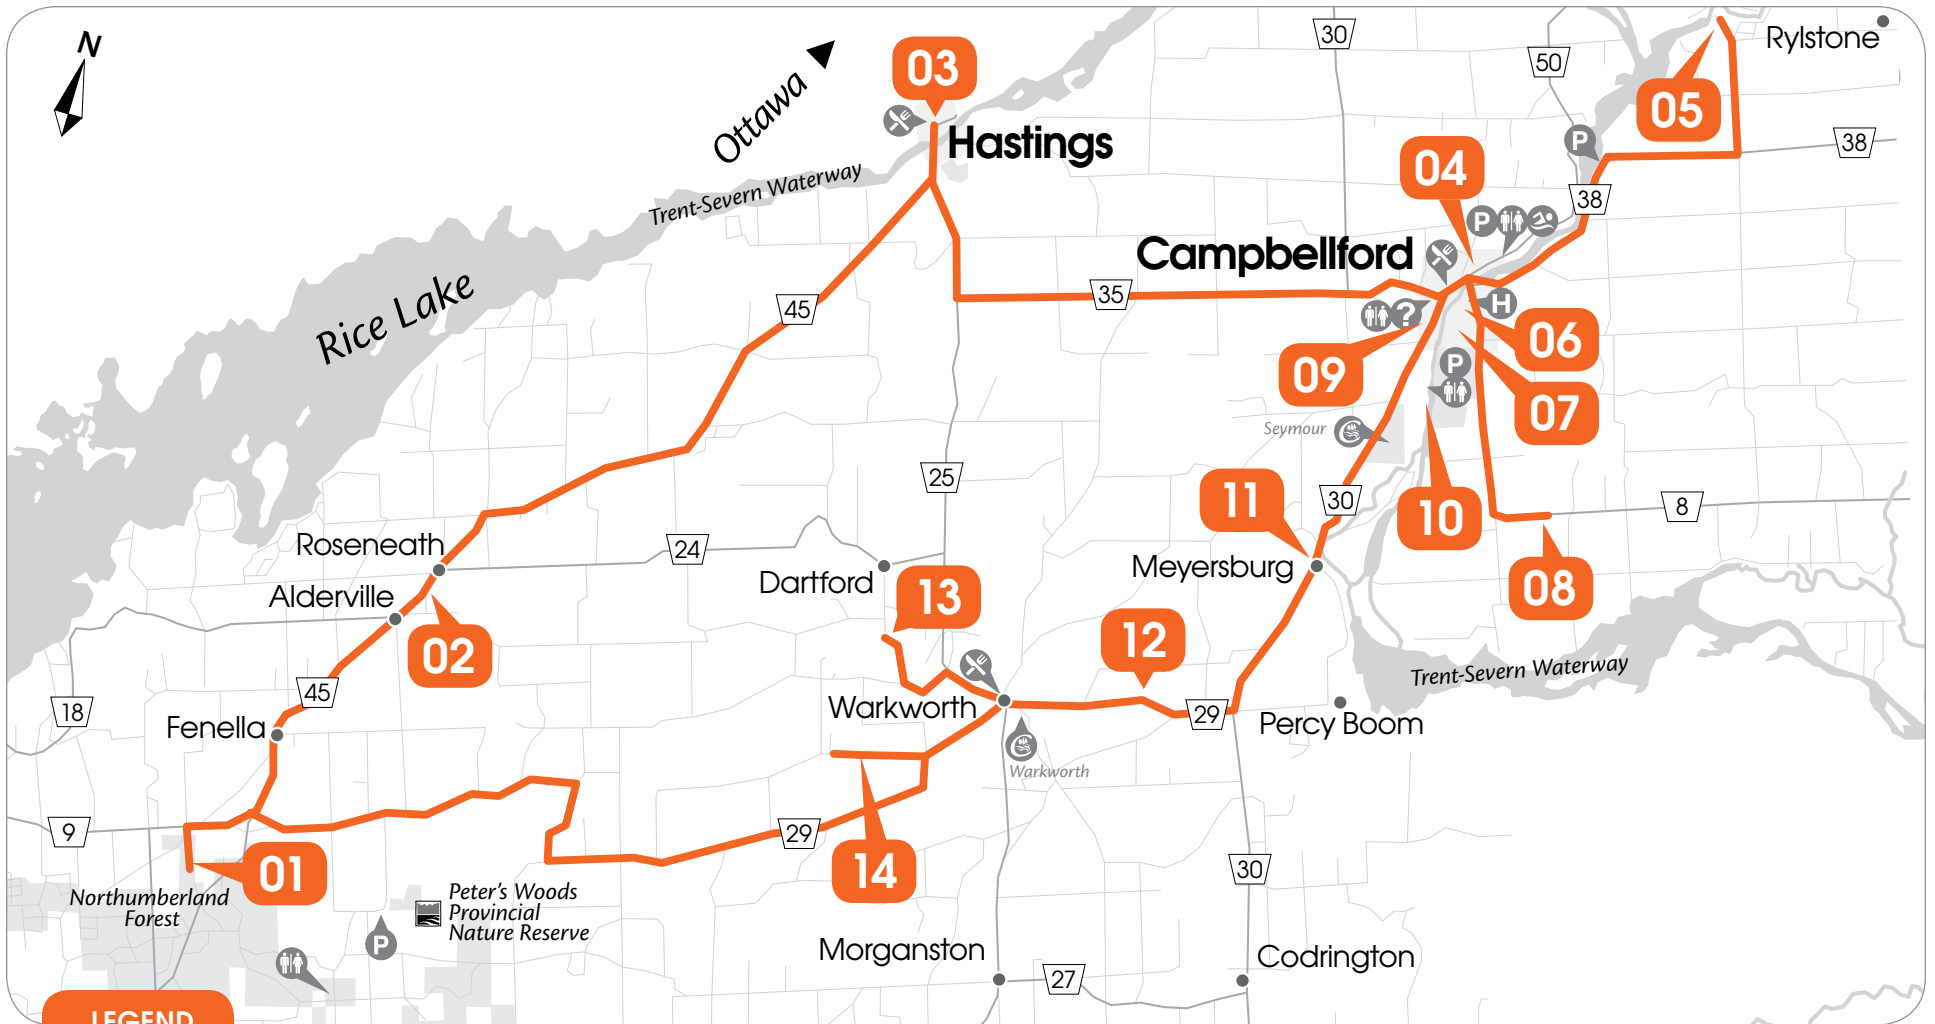 N
Ottawa
03
30
50
Rylstone
05
Hastings
P
38
04
38
Trent-Severn Waterway
P
Campbellford
Rice Lake
45
35
?
H
06
09
P
07
Seymour
25
11
30
10
8
Roseneath
24
Dartford
Meyersburg
08
Alderville
13
02
12
Trent-Severn Waterway
45
18
Warkworth
29
Percy Boom
Fenella
Warkworth
9
29
01
14
30
Northumberland
Forest
Peter's Woods
Provincial
Nature Reserve
P
Morganston
27
Codrington
LEGEND